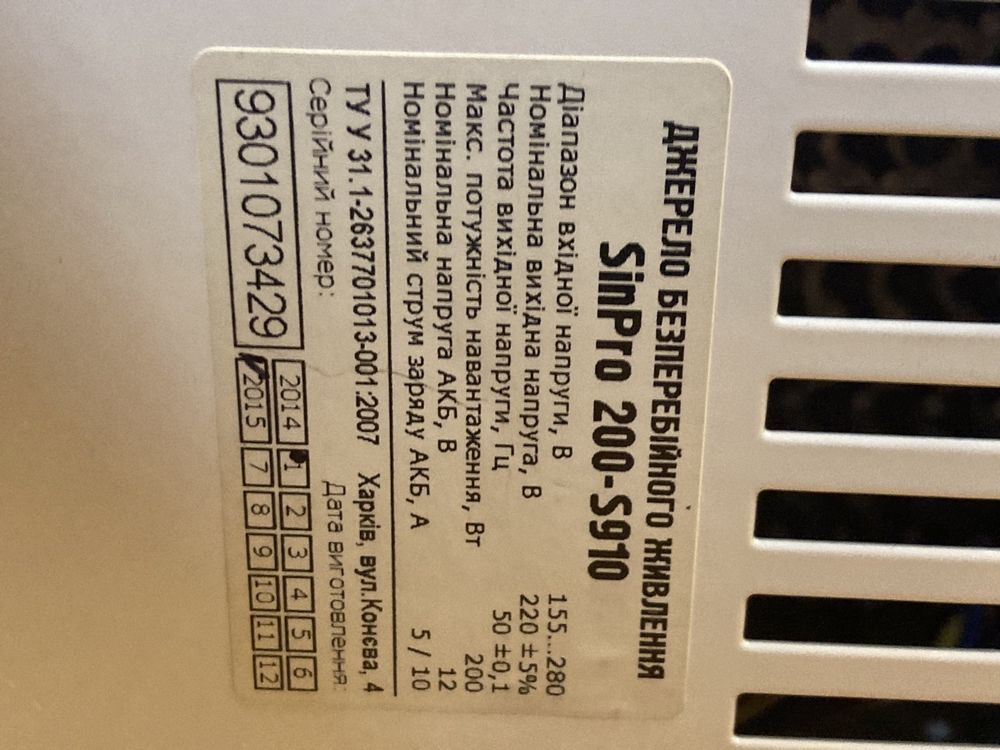 ДЖЕРЕЛО БЕЗПЕРЕБІЙНОГО ЖИВЛЕННЯ
SinPro 200-S910
Діапазон вхідної напруги, В 155...280
Номінальна вихідна напруга, В 220 ±5%
Частота вихідної напруги, Гц 50 ±0,1
Макс. потужність навантаження, Вт 200
Номінальна напруга АКБ, В 12
Номінальний струм заряду АКБ, А 5 / 10
ТУ У 31.1-2637701013-001:2007 Харків, вул.Конєва, 4
Серійний номер: Дата виготовлення:
9301073429
2014 1 2 3 4 5 6
2015 7 8 9 10 11 12